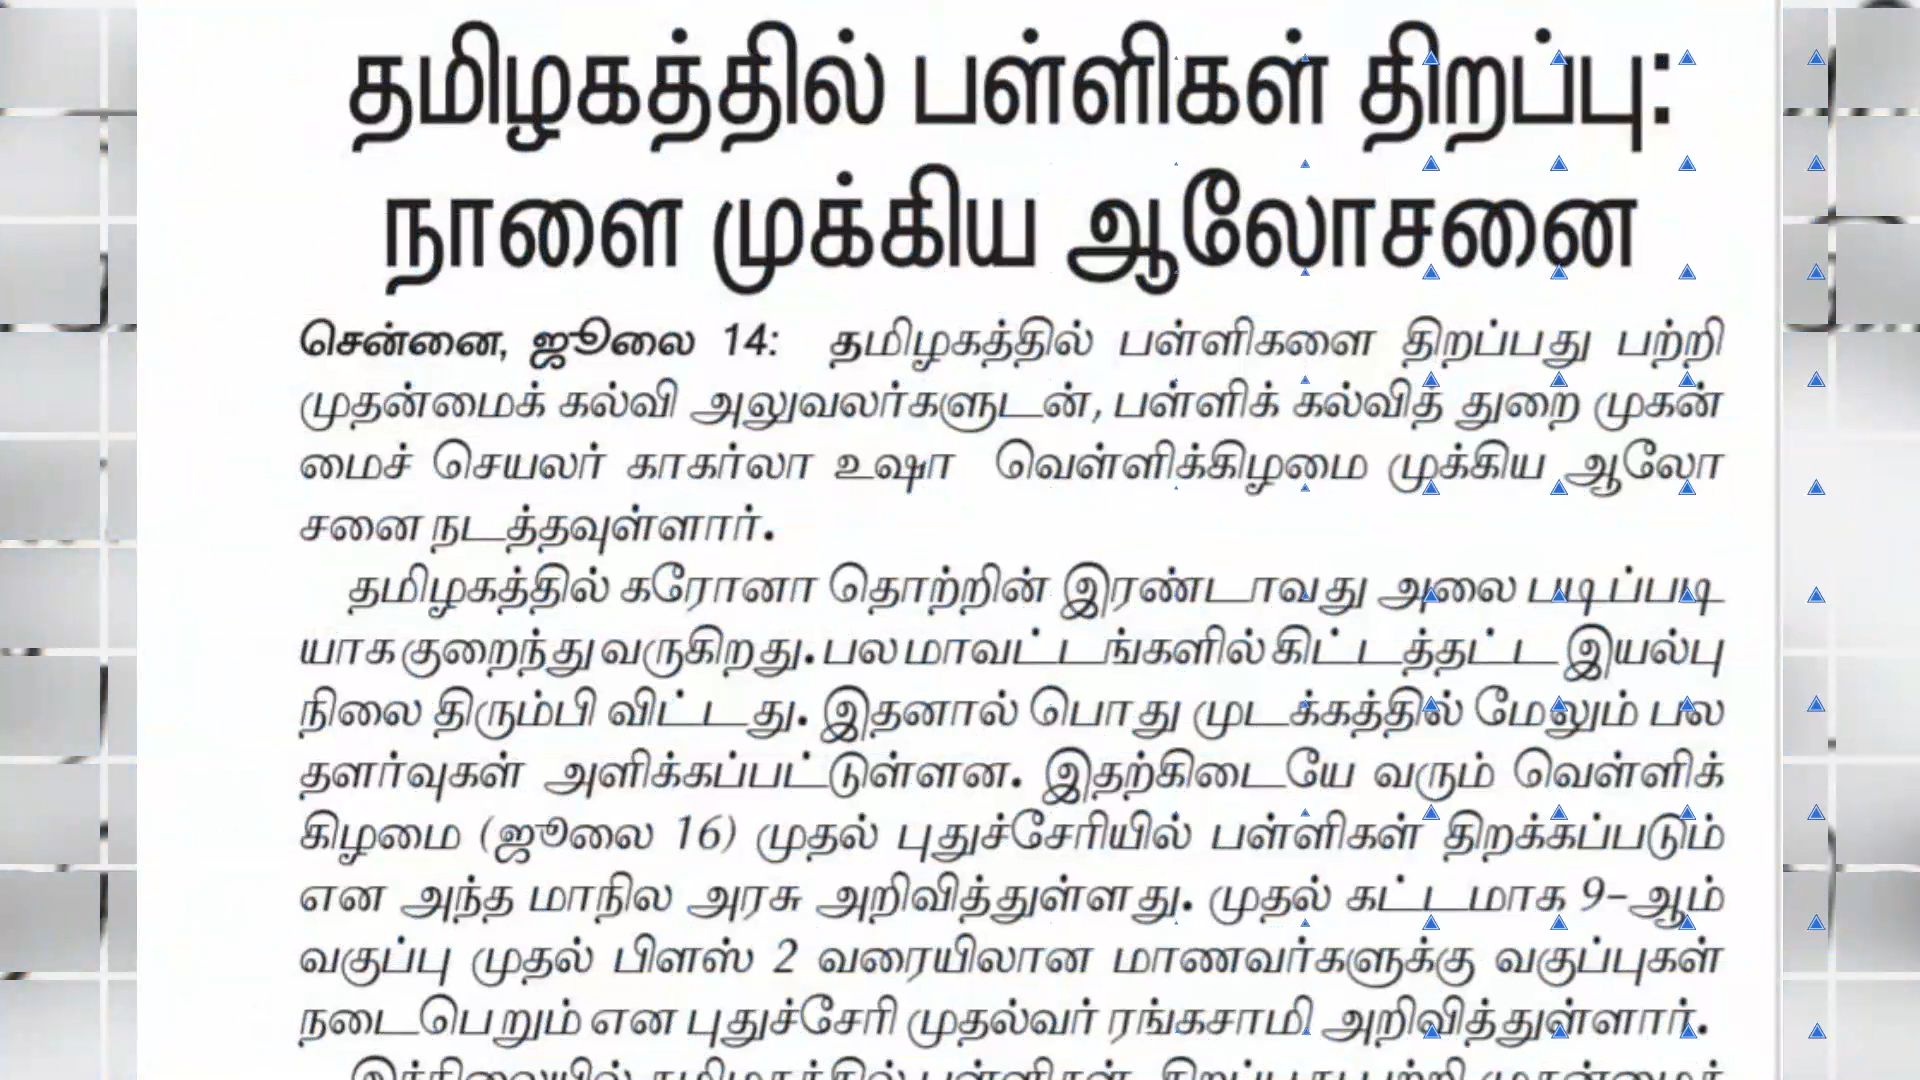 தமிழகத்தில் பள்ளிகள் திறப்பு:
நாளை முக்கிய ஆலோசனை
சென்னை, ஜூலை 14: தமிழகத்தில் பள்ளிகளை திறப்பது பற்றி
முதன்மைக் கல்வி அலுவலர்களுடன், பள்ளிக் கல்வித் துறை முகன்
மைச் செயலர் காகர்லா உஷா வெள்ளிக்கிழமை முக்கிய ஆலோ
சனை நடத்தவுள்ளார்.
தமிழகத்தில் கரோனா தொற்றின் இரண்டாவது அலை படிப்படி
யாக குறைந்து வருகிறது. பல மாவட்டங்களில் கிட்டத்தட்ட இயல்பு
நிலை திரும்பி விட்டது. இதனால் பொது முடக்கத்தில் மேலும் பல
தளர்வுகள் அளிக்கப்பட்டுள்ளன. இதற்கிடையே வரும் வெள்ளிக்
கிழமை (ஜூலை 16) முதல் புதுச்சேரியில் பள்ளிகள் திறக்கப்படும்
என அந்த மாநில அரசு அறிவித்துள்ளது. முதல் கட்டமாக 9-ஆம்
வகுப்பு முதல் பிளஸ் 2 வரையிலான மாணவர்களுக்கு வகுப்புகள்
நடைபெறும் என புதுச்சேரி முதல்வர் ரங்கசாமி அறிவித்துள்ளார்.